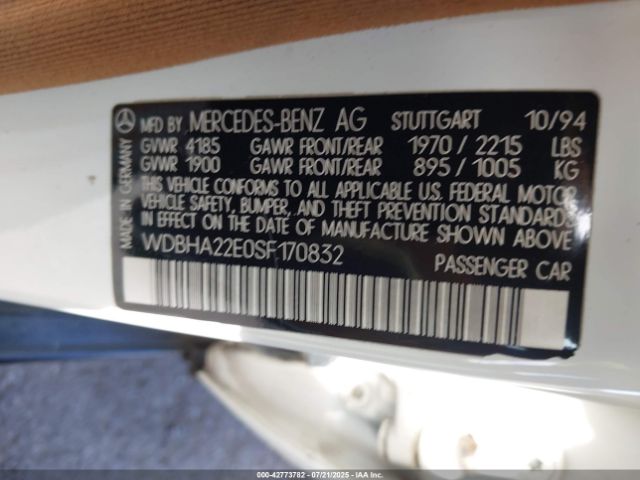 MFD BY MERCEDES-BENZ AG STUTTGART 10/94
GVWR 4185 GAWR FRONT/REAR 1970 / 2215 LBS
GVWR 1900 GAWR FRONT/REAR 895 / 1005 KG
THIS VEHICLE CONFORMS TO ALL APPLICABLE U.S. FEDERAL MOTOR
VEHICLE SAFETY, BUMPER, AND THEFT PREVENTION STANDARDS
IN EFFECT ON THE DATE OF MANUFACTURE SHOWN ABOVE
WDBHA22E0SF170832 PASSENGER CAR
MADE IN GERMANY
000-42773782 - 07/21/2025 - IAA Inc.